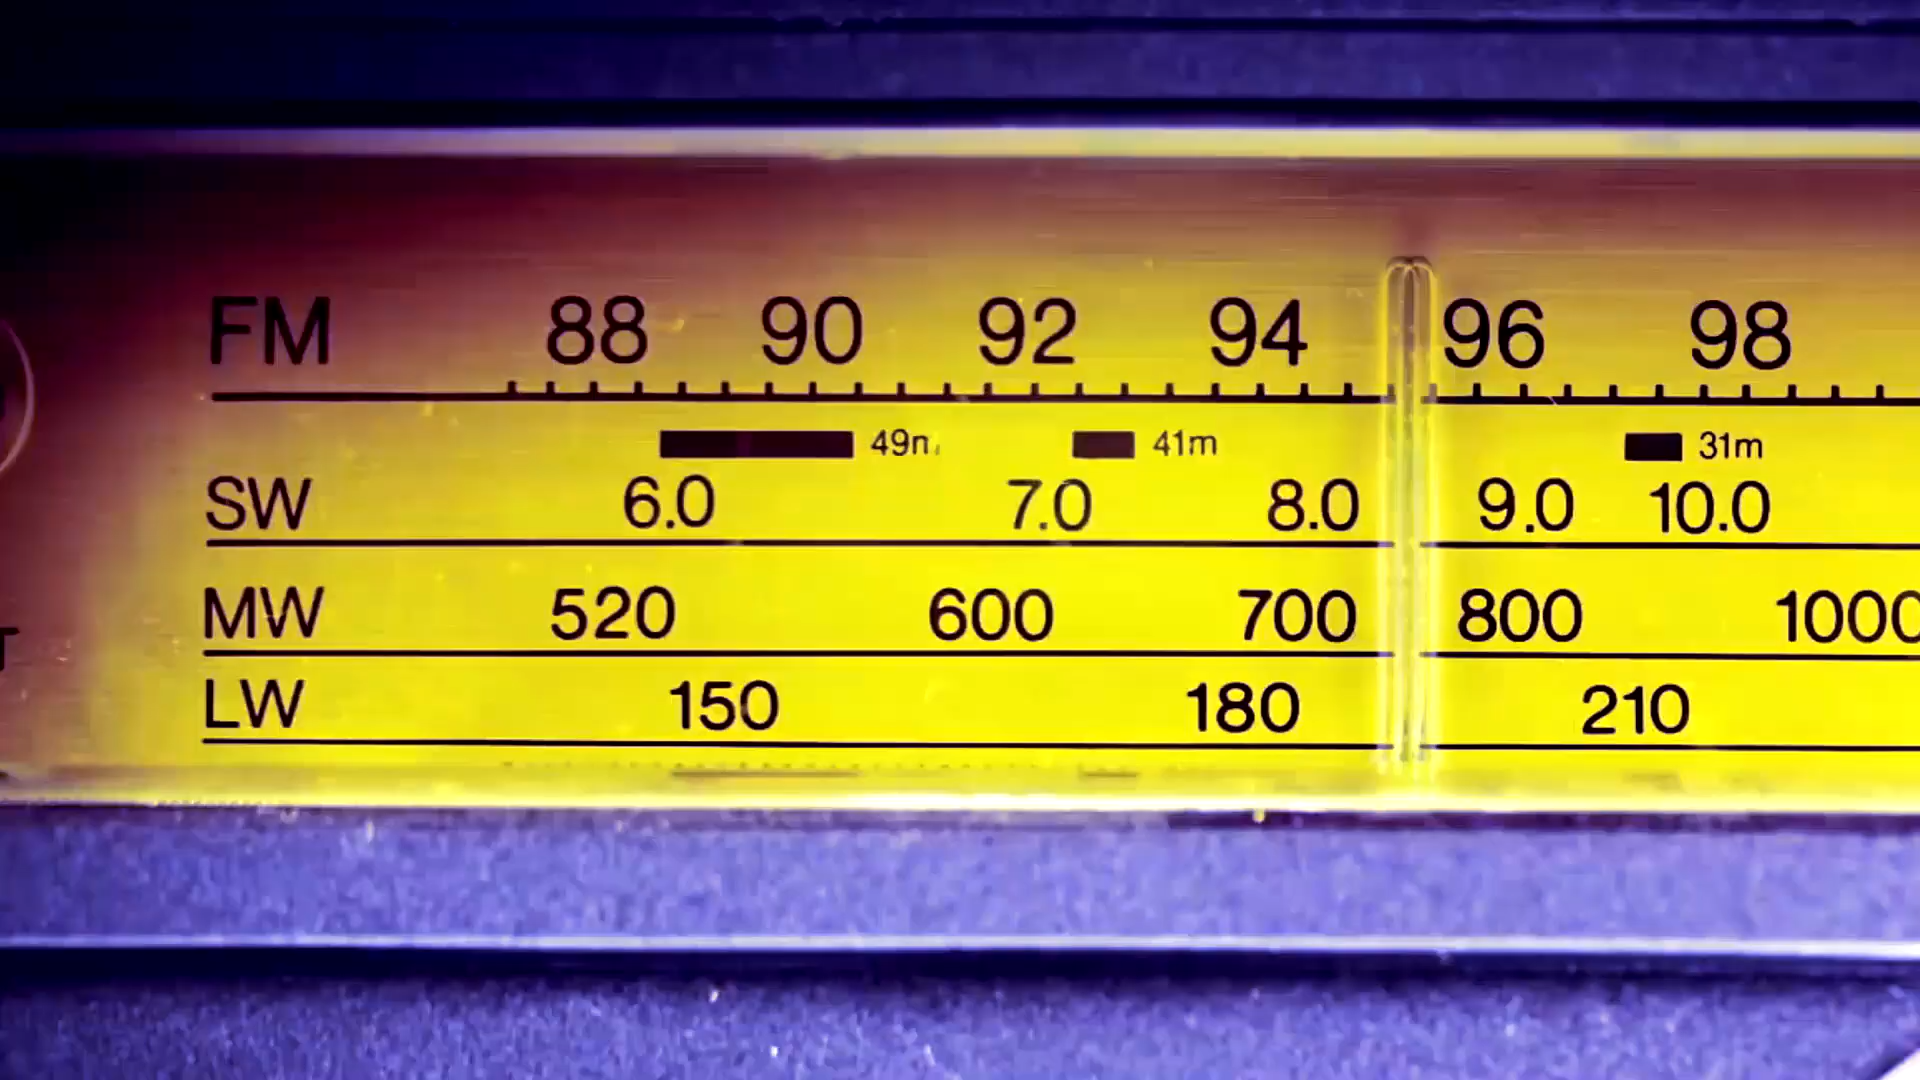 FM 88 90 92 94 96 98
49m 41m 31m
SW 6.0 7.0 8.0 9.0 10.0
MW 520 600 700 800 1000
LW 150 180 210